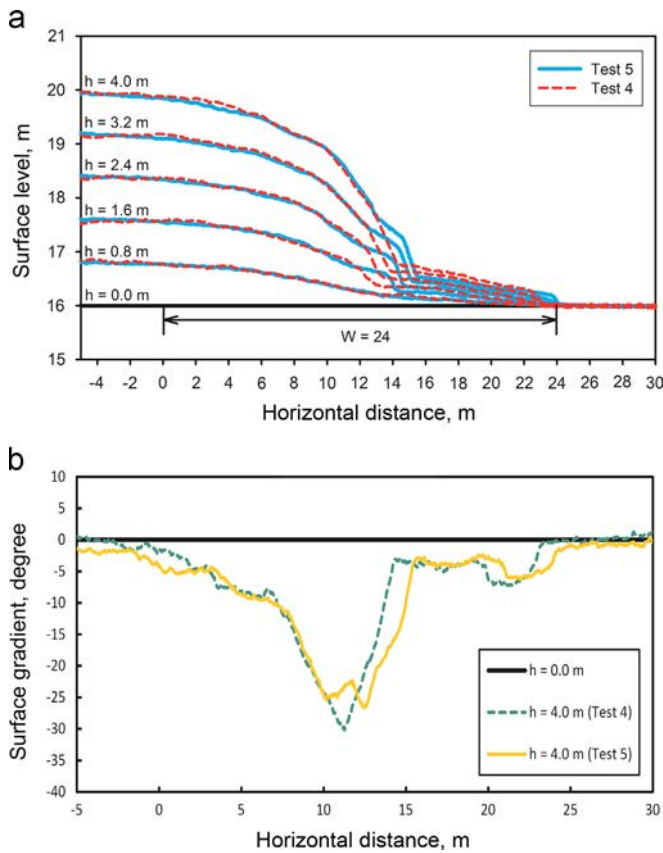 a
21
20
19
18
17
16
15
Surface level, m
h = 4.0 m
h = 3.2 m
h = 2.4 m
h = 1.6 m
h = 0.8 m
h = 0.0 m
Test 5
Test 4
W = 24
-4 -2 0 2 4 6 8 10 12 14 16 18 20 22 24 26 28 30
Horizontal distance, m
b
10
5
0
-5
-10
-15
-20
-25
-30
-35
-40
Surface gradient, degree
h = 0.0 m
h = 4.0 m (Test 4)
h = 4.0 m (Test 5)
-5 0 5 10 15 20 25 30
Horizontal distance, m